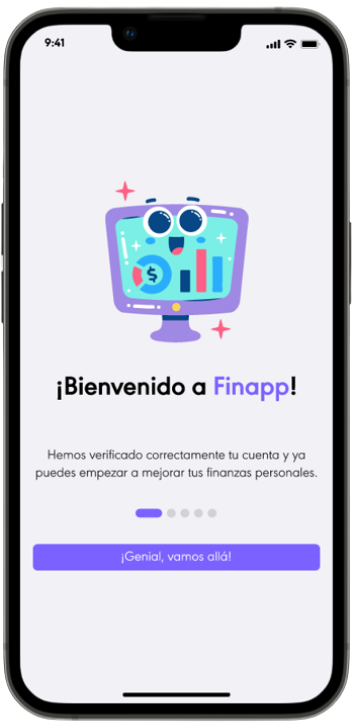 9:41
$
¡Bienvenido a Finapp!
Hemos verificado correctamente tu cuenta y ya
puedes empezar a mejorar tus finanzas personales.
¡Genial, vamos allá!